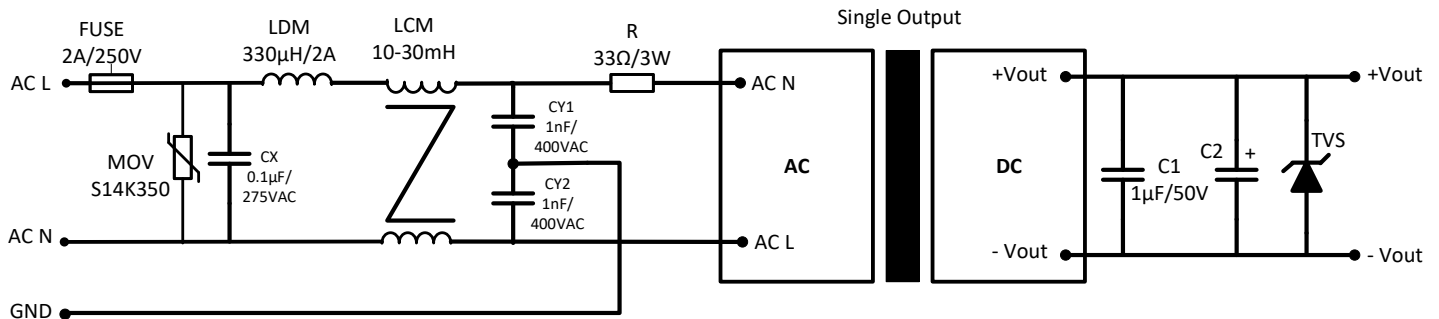 Single Output
FUSE
2A/250V
LDM
330µH/2A
LCM
10-30mH
R
33Ω/3W
AC L
AC N
+Vout
+Vout
MOV
S14K350
CX
0.1µF/
275VAC
CY1
1nF/
400VAC
CY2
1nF/
400VAC
AC
DC
C1
1µF/50V
C2
+
TVS
AC N
AC L
- Vout
- Vout
GND